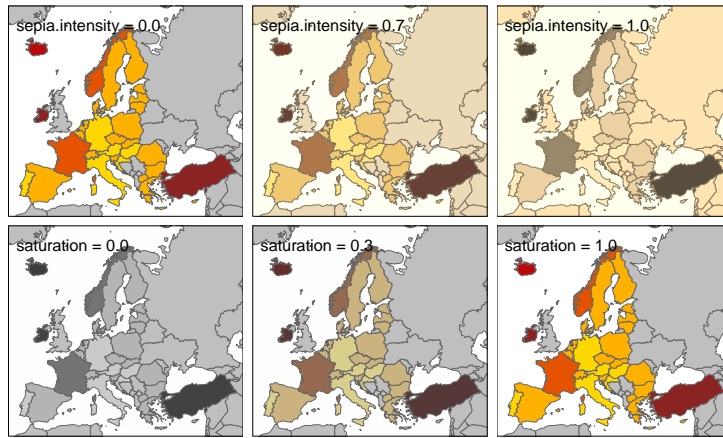 sepia.intensity = 0.0
sepia.intensity = 0.7
sepia.intensity = 1.0
saturation = 0.0
saturation = 0.3
saturation = 1.0